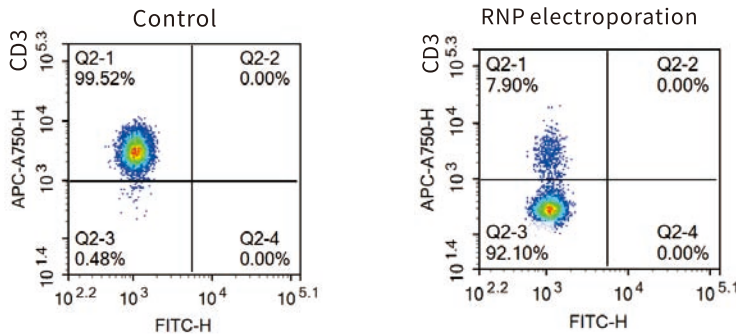 Control
CD3
APC-A750-H
10^5.3
10^4
10^3
10^1.4
Q2-1
99.52%
Q2-2
0.00%
Q2-3
0.48%
Q2-4
0.00%
10^2.2
10^3
10^4
10^5.1
FITC-H
RNP electroporation
CD3
APC-A750-H
10^5.3
10^4
10^3
10^1.4
Q2-1
7.90%
Q2-2
0.00%
Q2-3
92.10%
Q2-4
0.00%
10^2.2
10^3
10^4
10^5.1
FITC-H